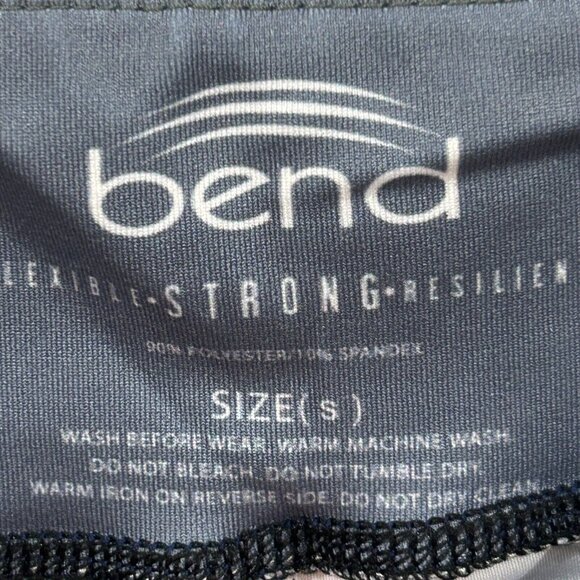 bend
LEXIBLE•STRONG•RESILIEN
90% POLYESTER/10% SPANDEX
SIZE(s)
WASH BEFORE WEAR. WARM MACHINE WASH.
DO NOT BLEACH. DO NOT TUMBLE DRY.
WARM IRON ON REVERSE SIDE. DO NOT DRY CLEAN.